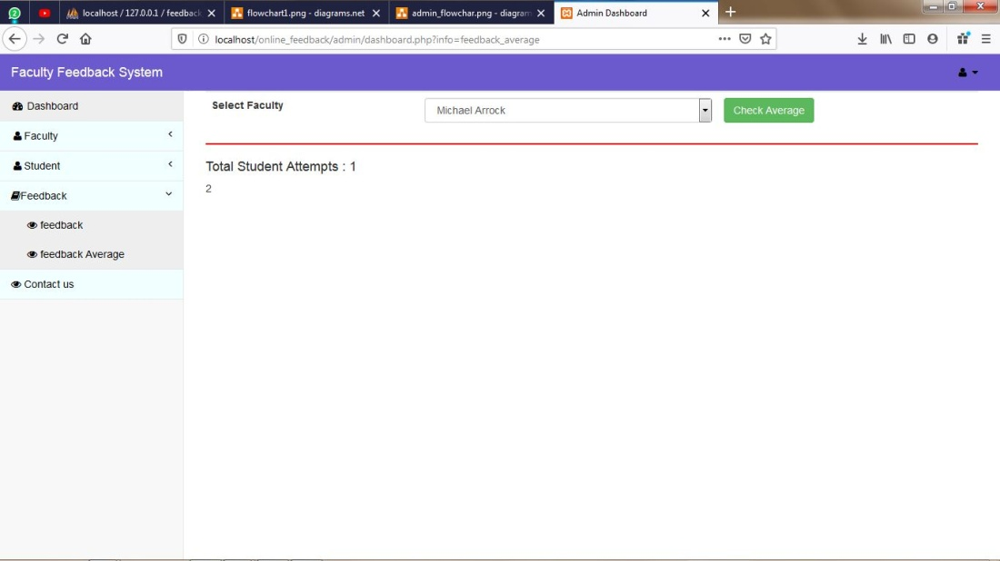 localhost / 127.0.0.1 / feedback
flowchart1.png - diagrams.net
admin_flowchar.png - diagram
Admin Dashboard
localhost/online_feedback/admin/dashboard.php?info=feedback_average
Faculty Feedback System
Dashboard
Faculty
Student
Feedback
feedback
feedback Average
Contact us
Select Faculty
Michael Arrock
Check Average
Total Student Attempts : 1
2